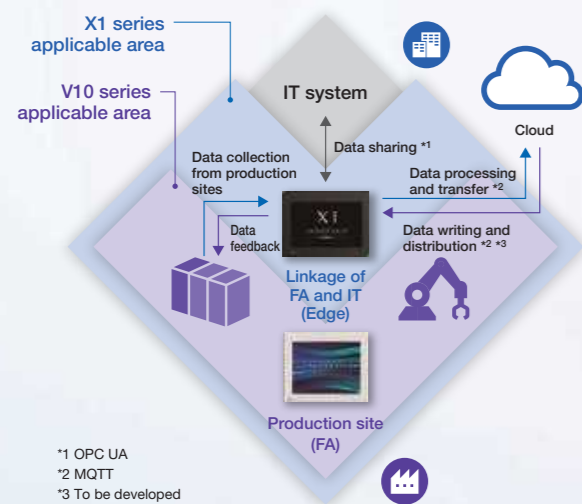 X1 series
applicable area
V10 series
applicable area
IT system
Cloud
Data sharing *1
Data collection
from production
sites
Data processing
and transfer *2
X1
Data
feedback
Data writing and
distribution *2 *3
Linkage of
FA and IT
(Edge)
Production site
(FA)
*1 OPC UA
*2 MQTT
*3 To be developed